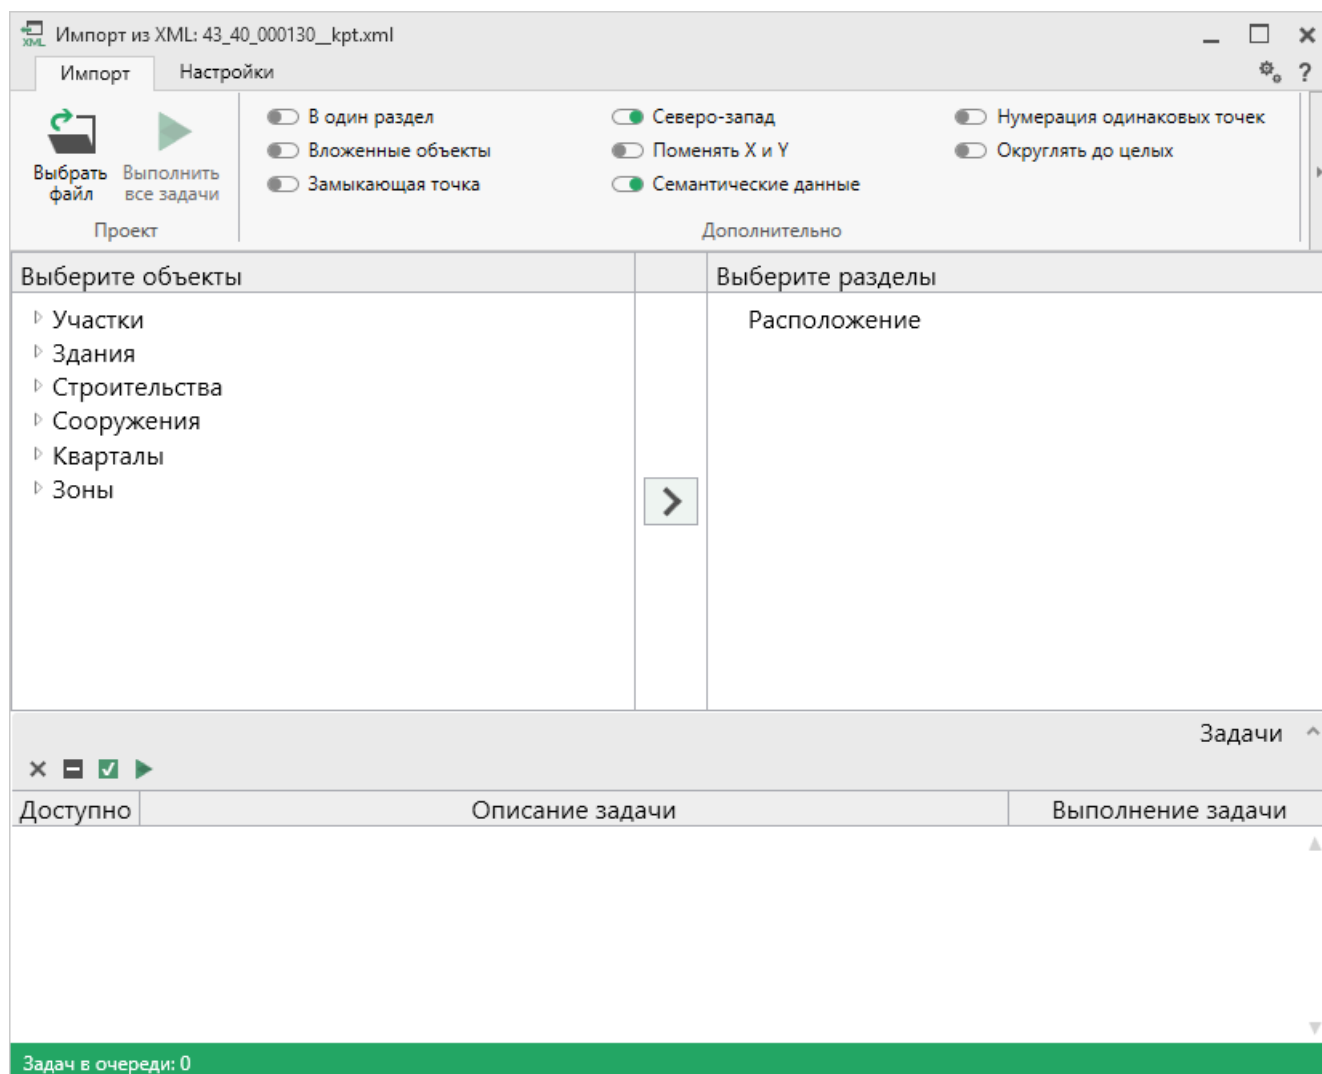 XML Импорт из XML: 43_40_000130__kpt.xml
Импорт Настройки
?
Выбрать файл
Выполнить все задачи
Проект
В один раздел
Вложенные объекты
Замыкающая точка
Северо-запад
Поменять X и Y
Семантические данные
Нумерация одинаковых точек
Округлять до целых
Дополнительно
Выберите объекты
Участки
Здания
Строительства
Сооружения
Кварталы
Зоны
Выберите разделы
Расположение
Задачи
Доступно Описание задачи Выполнение задачи
Задач в очереди: 0